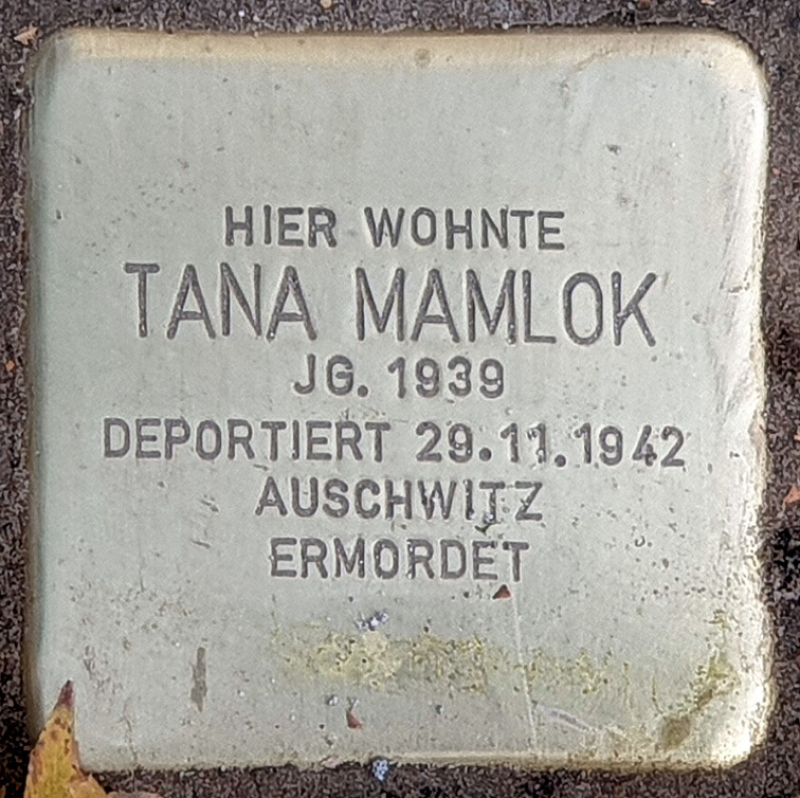 HIER WOHNTE
TANA MAMLOK
JG. 1939
DEPORTIERT 29.11.1942
AUSCHWITZ
ERMORDET